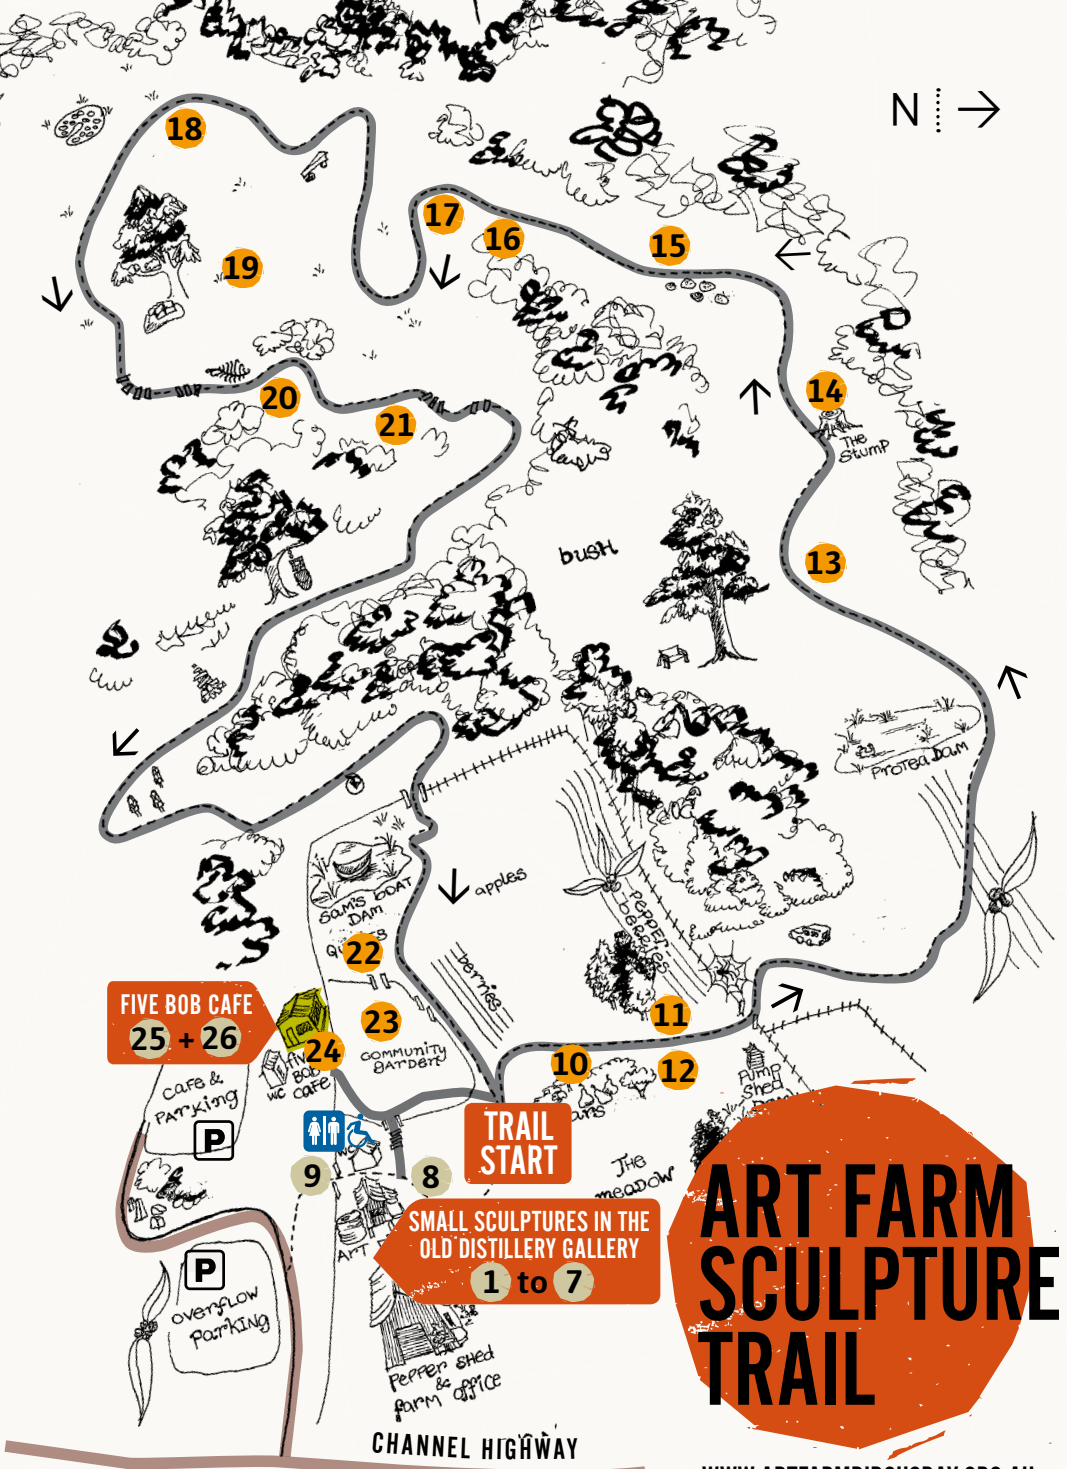 N
18
17
16
15
19
14
The
Stump
20
21
bush
13
Protea Dam
apples
Sam's Boat
Dam
pepper
berries
22
berries
FIVE BOB CAFE
25 + 26
23
24
community
garden
five
Bob
cafe
WC
11
10
12
Pump
Shed
cafe &
parking
P
TRAIL
START
The
meadow
9
8
SMALL SCULPTURES IN THE
OLD DISTILLERY GALLERY
1 to 7
Art
P
overflow
parking
ART FARM
SCULPTURE
TRAIL
Pepper Shed
&
farm office
CHANNEL HIGHWAY